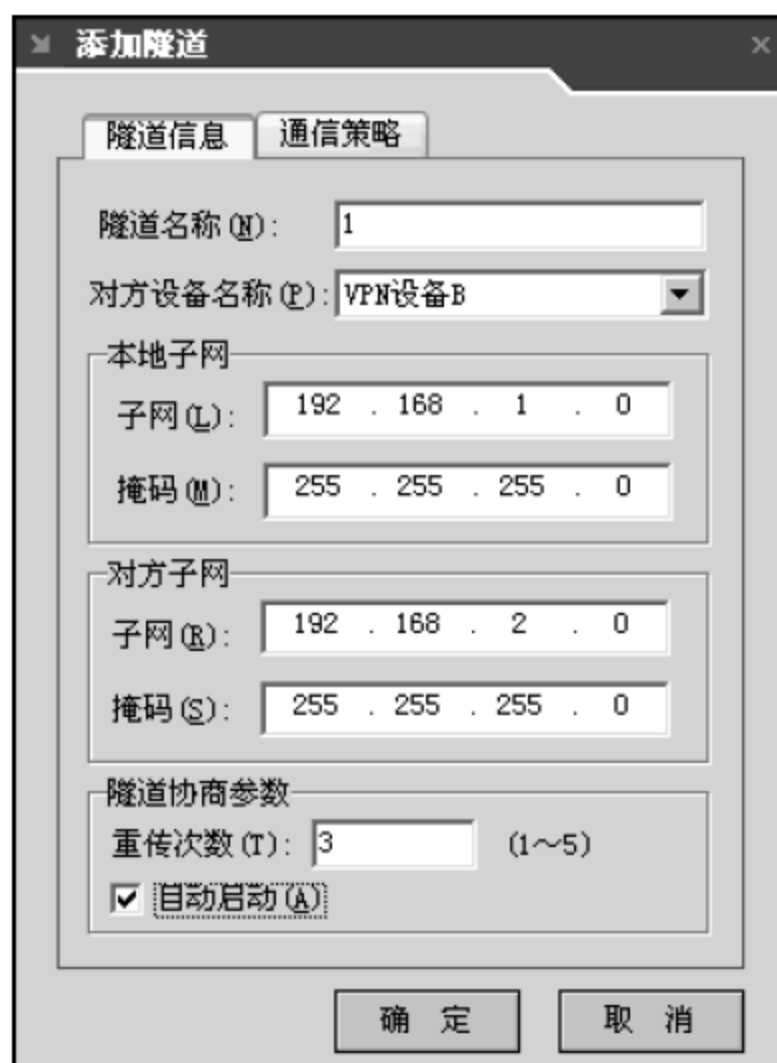 添加隧道
隧道信息 通信策略
隧道名称(N): 1
对方设备名称(P): VPN设备B
本地子网
子网(L): 192 . 168 . 1 . 0
掩码(M): 255 . 255 . 255 . 0
对方子网
子网(R): 192 . 168 . 2 . 0
掩码(S): 255 . 255 . 255 . 0
隧道协商参数
重传次数(T): 3 (1～5)
自动启动(A)
确 定 取 消